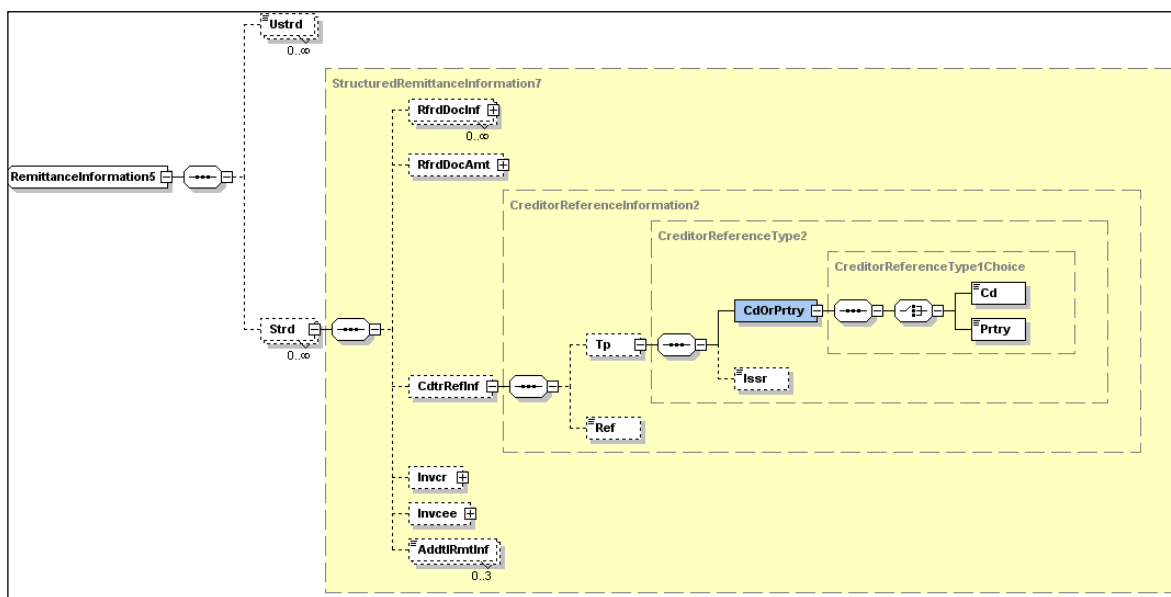 Ustrd
0..∞
StructuredRemittanceInformation7
RfrdDocInf
0..∞
RfrdDocAmt
RemittanceInformation5
CreditorReferenceInformation2
CreditorReferenceType2
CreditorReferenceType1Choice
Cd
CdOrPrtry
Prtry
Strd
0..∞
Tp
Issr
CdtrRefInf
Ref
Invcr
Invcee
AddtlRmtInf
0..3